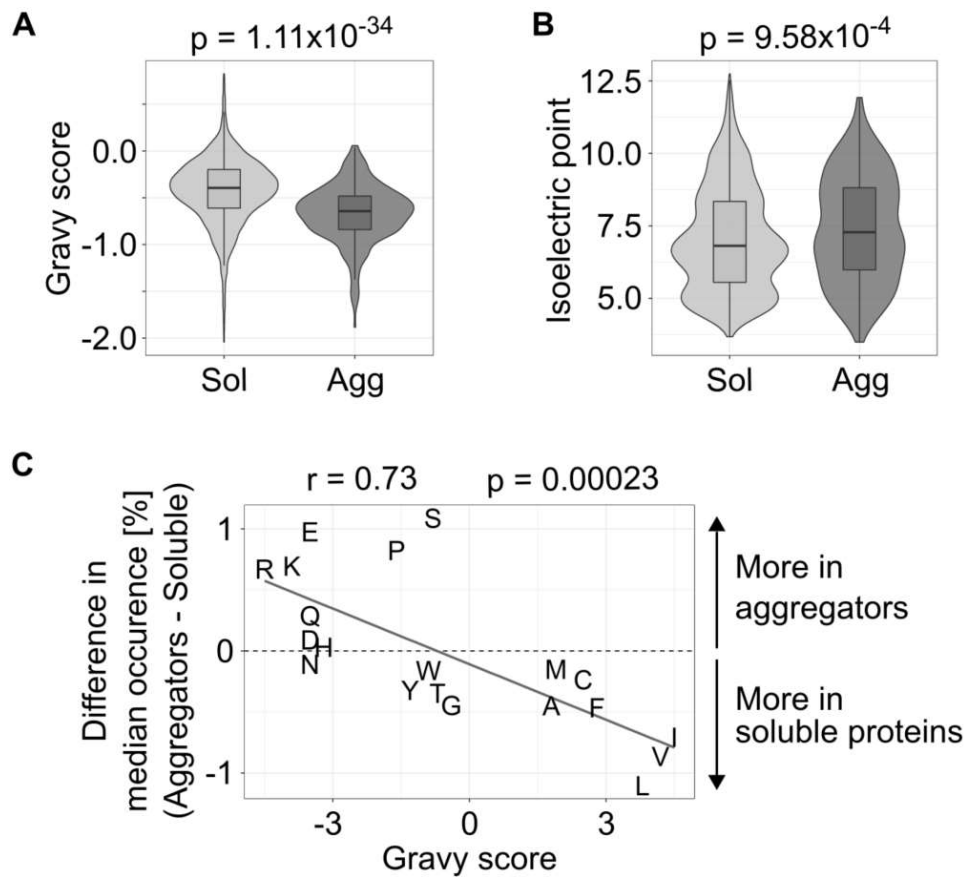 A
p = 1.11x10-34
Gravy score
0.0
-1.0
-2.0
Sol
Agg
B
p = 9.58x10-4
Isoelectric point
12.5
10.0
7.5
5.0
Sol
Agg
C
r = 0.73
p = 0.00023
Difference in
median occurence [%]
(Aggregators - Soluble)
1
0
-1
R
K
E
P
S
Q
D
H
N
Y
W
T
G
M
A
C
F
I
V
L
-3
0
3
Gravy score
More in
aggregators
More in
soluble proteins